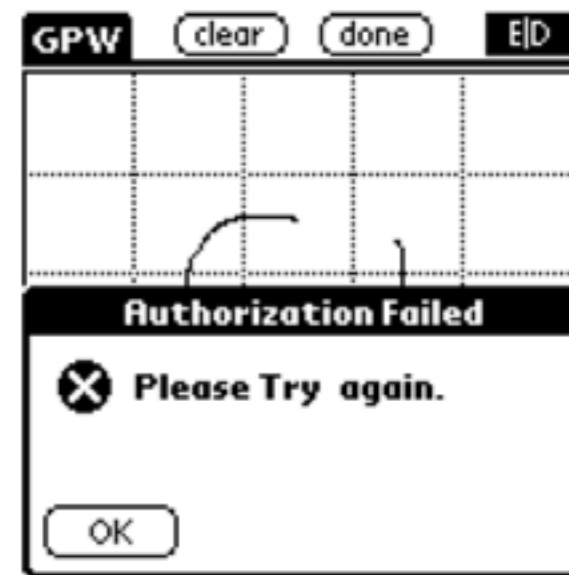 GPW clear done E|D
Authorization Failed
Please Try again.
OK